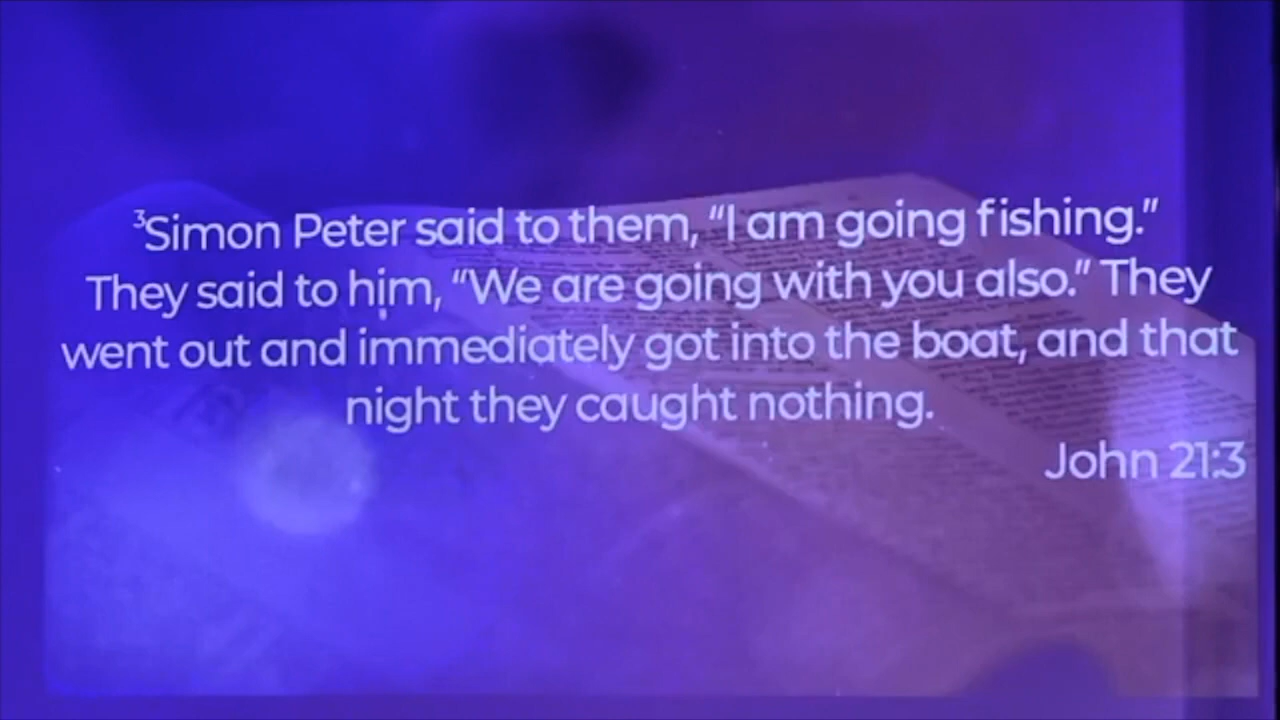 ³Simon Peter said to them, “I am going fishing.”
They said to him, “We are going with you also.” They
went out and immediately got into the boat, and that
night they caught nothing.
John 21:3